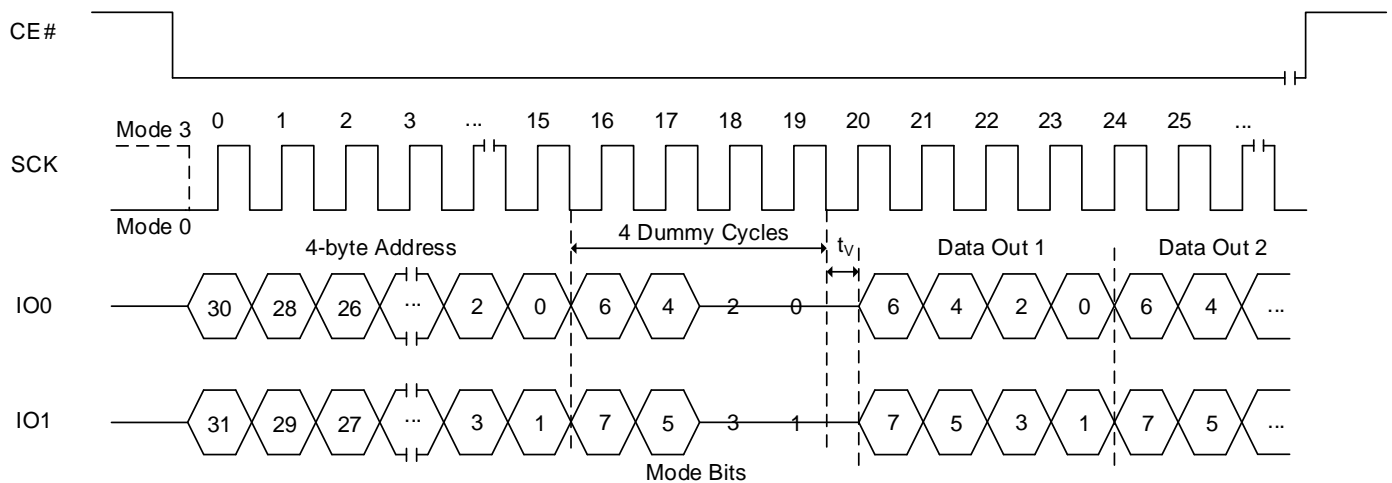 CE#
0 1 2 3 ... 15 16 17 18 19 20 21 22 23 24 25 ...
Mode 3
SCK
Mode 0
4-byte Address 4 Dummy Cycles tV Data Out 1 Data Out 2
IO0 30 28 26 ... 2 0 6 4 2 0 6 4 2 0 6 4 ...
IO1 31 29 27 ... 3 1 7 5 3 1 7 5 3 1 7 5 ...
Mode Bits